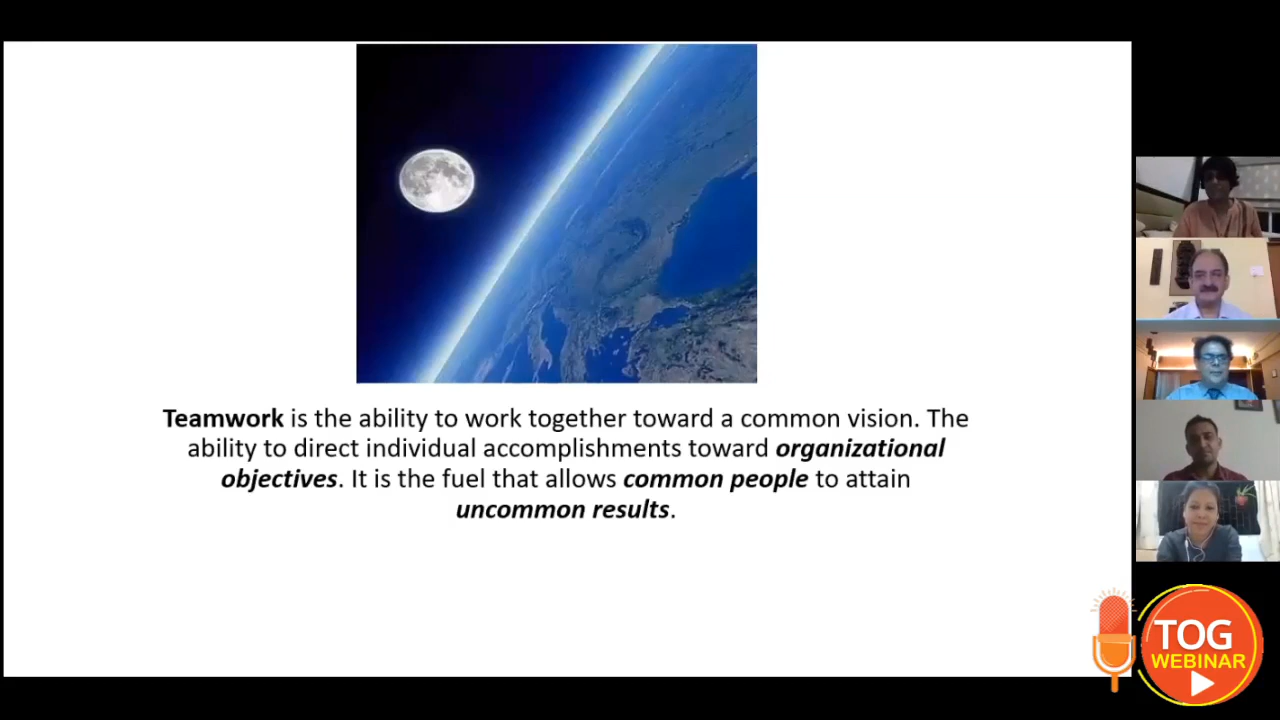 Teamwork is the ability to work together toward a common vision. The
ability to direct individual accomplishments toward organizational
objectives. It is the fuel that allows common people to attain
uncommon results.
TOG
WEBINAR